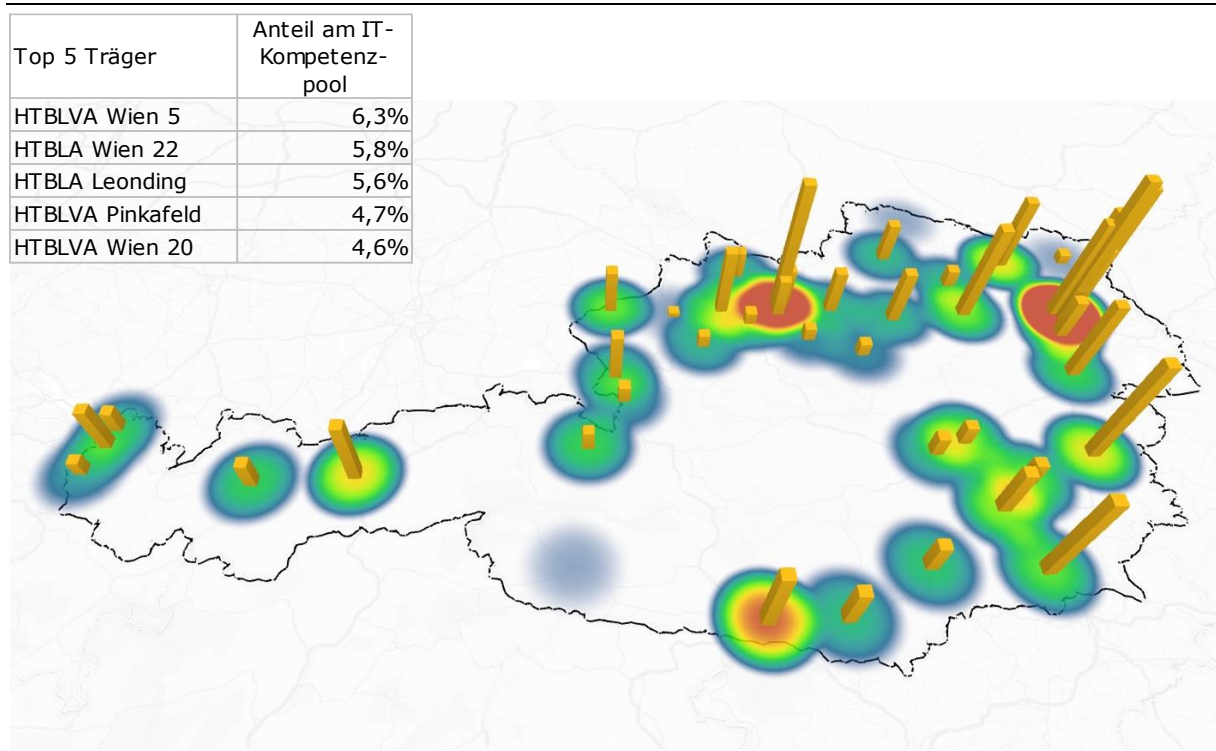 Top 5 Träger
Anteil am IT-
Kompetenz-
pool
HTBLVA Wien 5 6,3%
HTBLA Wien 22 5,8%
HTBLA Leonding 5,6%
HTBLVA Pinkafeld 4,7%
HTBLVA Wien 20 4,6%